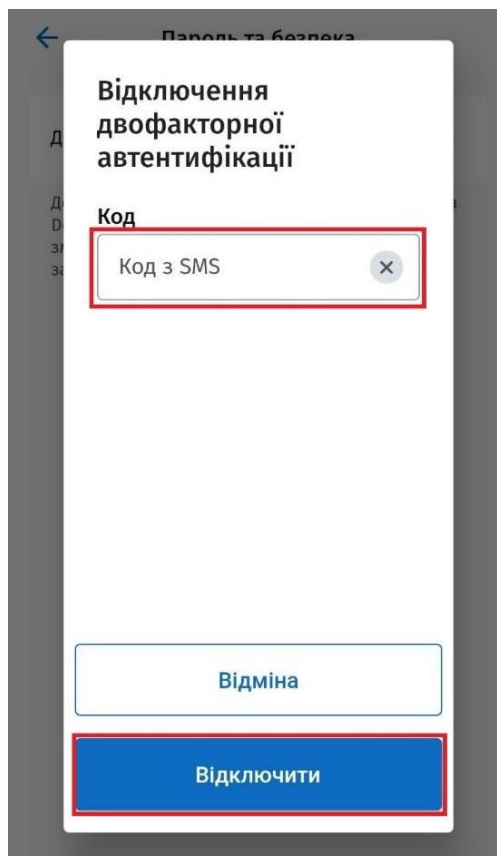 Пароль та безпека
Відключення
двофакторної
автентифікації
Код
Код з SMS
Відміна
Відключити